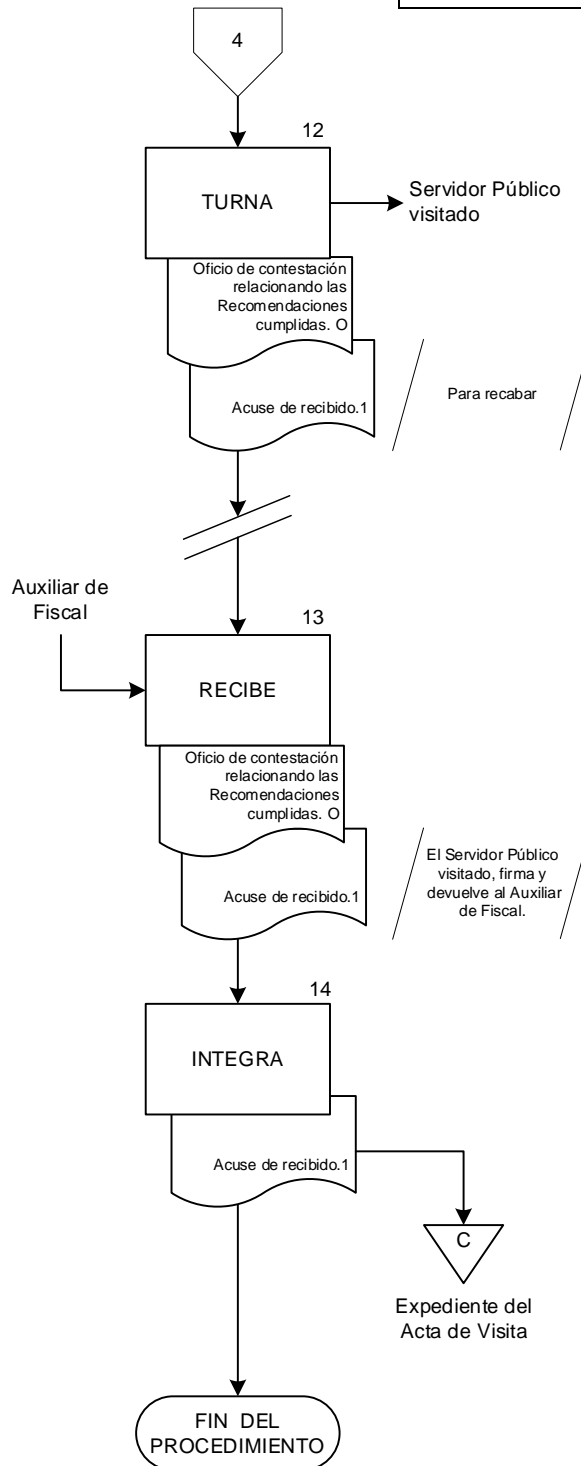 4
12
TURNA
Servidor Público
visitado
Oficio de contestación
relacionando las
Recomendaciones
cumplidas. O
Acuse de recibido.1
Para recabar
Auxiliar de
Fiscal
13
RECIBE
Oficio de contestación
relacionando las
Recomendaciones
cumplidas. O
Acuse de recibido.1
El Servidor Público
visitado, firma y
devuelve al Auxiliar
de Fiscal.
14
INTEGRA
Acuse de recibido.1
C
Expediente del
Acta de Visita
FIN DEL
PROCEDIMIENTO